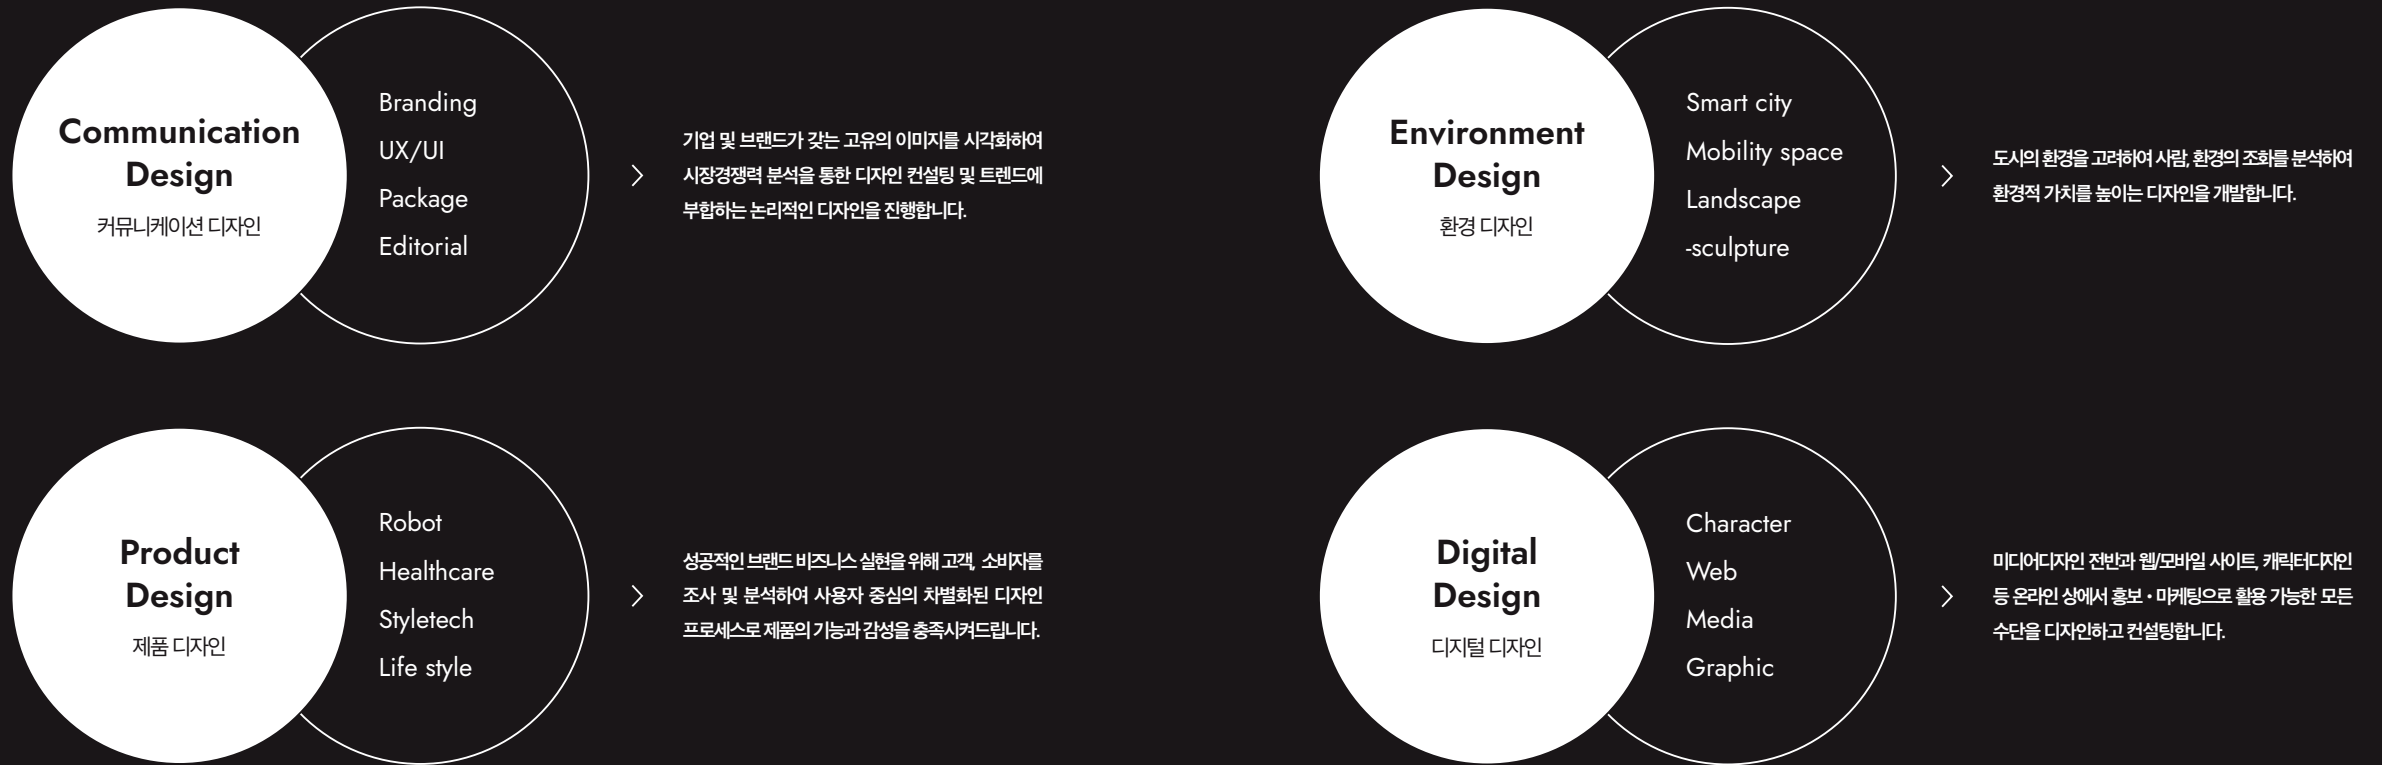 Communication
Design
커뮤니케이션 디자인
Branding
UX/UI
Package
Editorial
기업 및 브랜드가 갖는 고유의 이미지를 시각화하여
시장경쟁력 분석을 통한 디자인 컨설팅 및 트렌드에
부합하는 논리적인 디자인을 진행합니다.
Environment
Design
환경 디자인
Smart city
Mobility space
Landscape
-sculpture
도시의 환경을 고려하여 사람, 환경의 조화를 분석하여
환경적 가치를 높이는 디자인을 개발합니다.
Product
Design
제품 디자인
Robot
Healthcare
Styletech
Life style
성공적인 브랜드 비즈니스 실현을 위해 고객, 소비자를
조사 및 분석하여 사용자 중심의 차별화된 디자인
프로세스로 제품의 기능과 감성을 충족시켜드립니다.
Digital
Design
디지털 디자인
Character
Web
Media
Graphic
미디어디자인 전반과 웹/모바일 사이트, 캐릭터디자인
등 온라인 상에서 홍보 • 마케팅으로 활용 가능한 모든
수단을 디자인하고 컨설팅합니다.